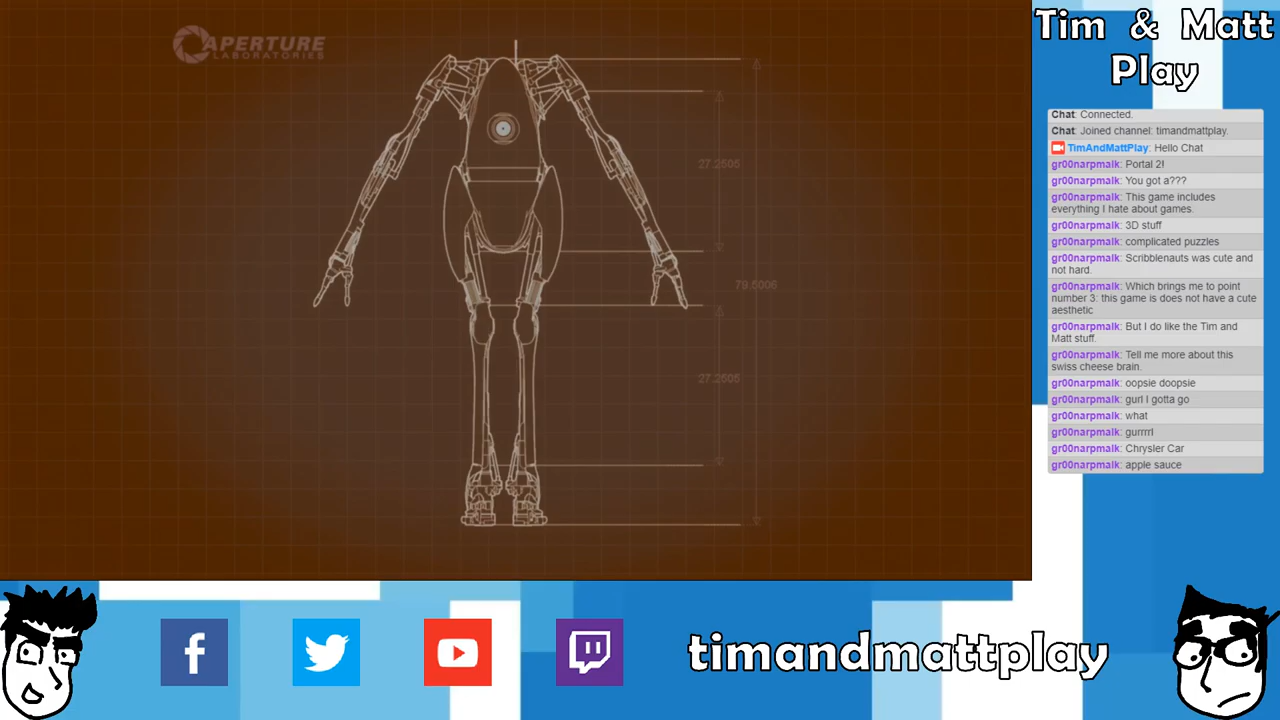 APERTURE
LABORATORIES
27.2505
79.5006
27.2505
Tim & Matt
Play
Chat: Connected.
Chat: Joined channel: timandmattplay.
TimAndMattPlay: Hello Chat
gr00narpmalk: Portal 2!
gr00narpmalk: You got a???
gr00narpmalk: This game includes
everything I hate about games.
gr00narpmalk: 3D stuff
gr00narpmalk: complicated puzzles
gr00narpmalk: Scribblenauts was cute and
not hard.
gr00narpmalk: Which brings me to point
number 3: this game is does not have a cute
aesthetic
gr00narpmalk: But I do like the Tim and
Matt stuff.
gr00narpmalk: Tell me more about this
swiss cheese brain.
gr00narpmalk: oopsie doopsie
gr00narpmalk: gurl I gotta go
gr00narpmalk: what
gr00narpmalk: gurrrrl
gr00narpmalk: Chrysler Car
gr00narpmalk: apple sauce
timandmattplay